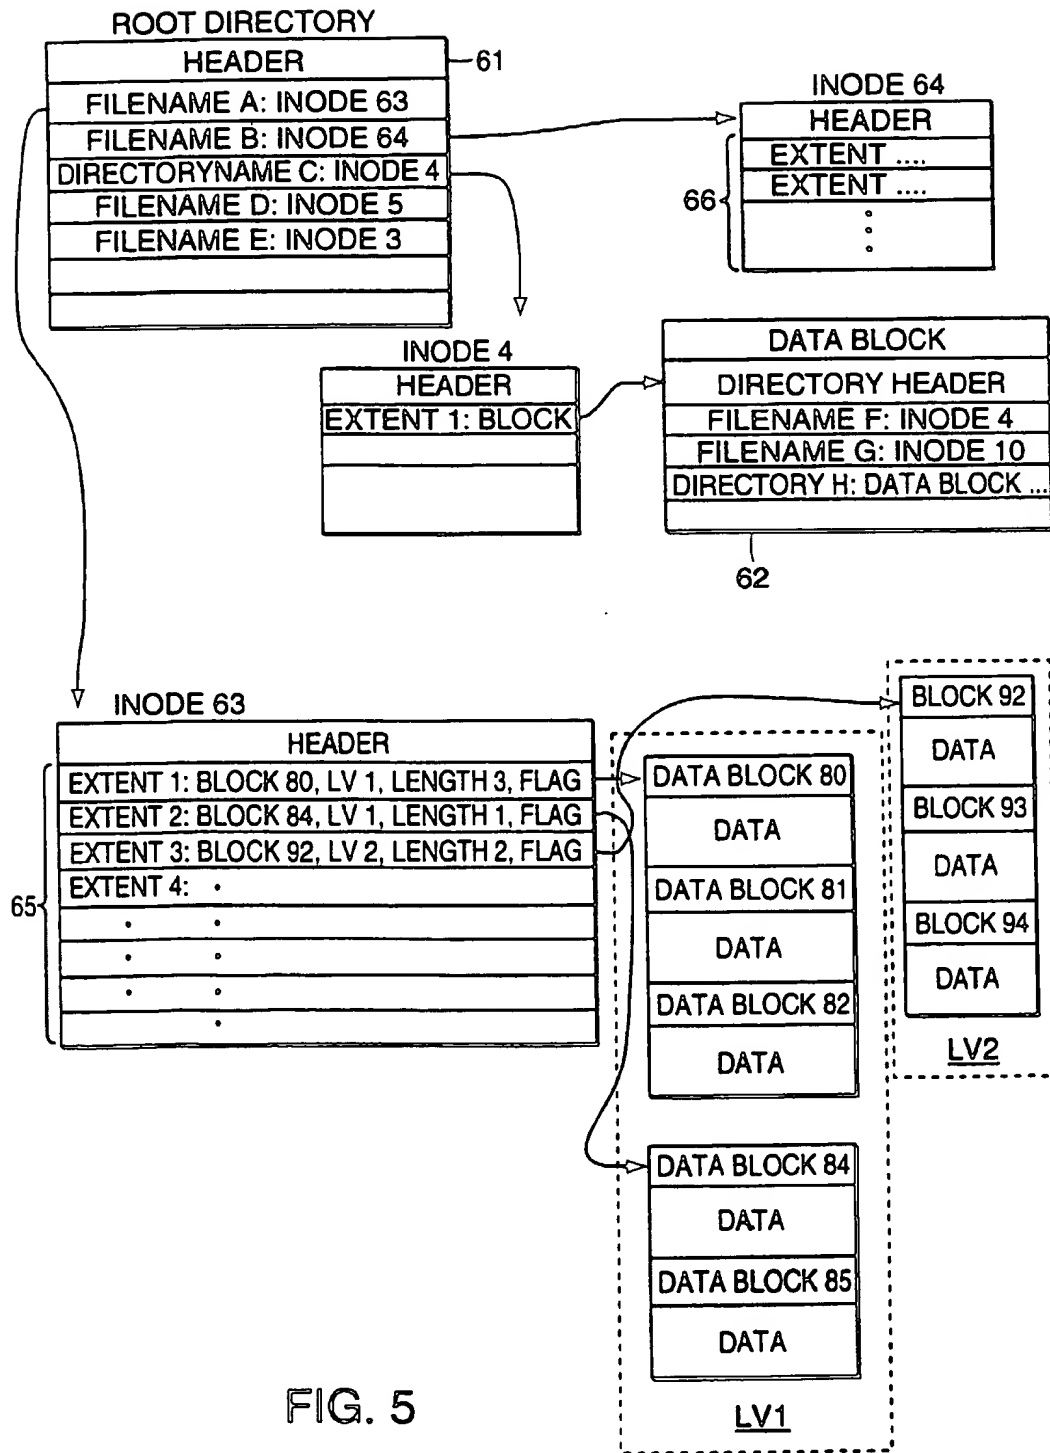 ROOT DIRECTORY
HEADER
61
FILENAME A: INODE 63
FILENAME B: INODE 64
DIRECTORYNAME C: INODE 4
FILENAME D: INODE 5
FILENAME E: INODE 3
INODE 64
HEADER
EXTENT ....
EXTENT ....
66
INODE 4
HEADER
EXTENT 1: BLOCK
DATA BLOCK
DIRECTORY HEADER
FILENAME F: INODE 4
FILENAME G: INODE 10
DIRECTORY H: DATA BLOCK ...
62
INODE 63
HEADER
EXTENT 1: BLOCK 80, LV 1, LENGTH 3, FLAG
EXTENT 2: BLOCK 84, LV 1, LENGTH 1, FLAG
EXTENT 3: BLOCK 92, LV 2, LENGTH 2, FLAG
EXTENT 4:
65
DATA BLOCK 80
DATA
DATA BLOCK 81
DATA
DATA BLOCK 82
DATA
DATA BLOCK 84
DATA
DATA BLOCK 85
DATA
LV1
BLOCK 92
DATA
BLOCK 93
DATA
BLOCK 94
DATA
LV2
FIG. 5